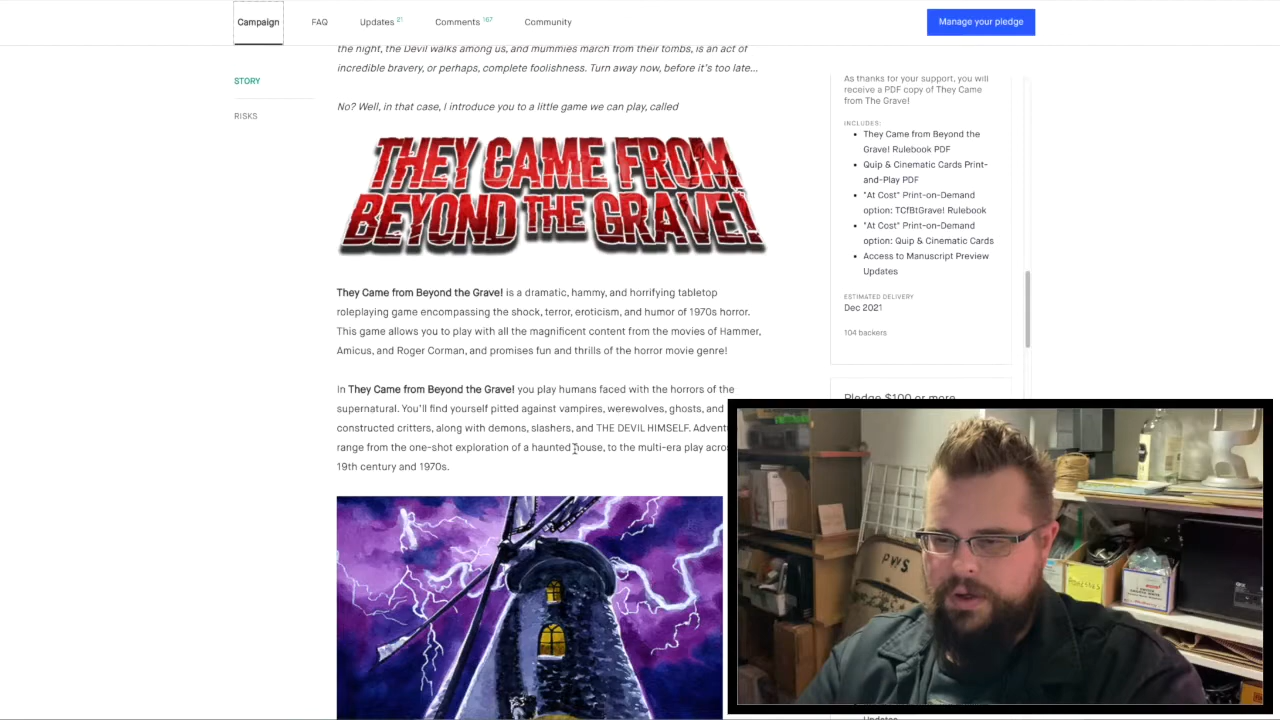 Campaign
FAQ
Updates 21
Comments 167
Community
Manage your pledge
STORY
RISKS
the night, the Devil walks among us, and mummies march from their tombs, is an act of
incredible bravery, or perhaps, complete foolishness. Turn away now, before it's too late...
No? Well, in that case, I introduce you to a little game we can play, called
THEY CAME FROM
BEYOND THE GRAVE!
They Came from Beyond the Grave! is a dramatic, hammy, and horrifying tabletop
roleplaying game encompassing the shock, terror, eroticism, and humor of 1970s horror.
This game allows you to play with all the magnificent content from the movies of Hammer,
Amicus, and Roger Corman, and promises fun and thrills of the horror movie genre!
In They Came from Beyond the Grave! you play humans faced with the horrors of the
supernatural. You'll find yourself pitted against vampires, werewolves, ghosts, and
constructed critters, along with demons, slashers, and THE DEVIL HIMSELF. Advent
range from the one-shot exploration of a haunted house, to the multi-era play acro
19th century and 1970s.
As thanks for your support, you will
receive a PDF copy of They Came
from The Grave!
INCLUDES:
• They Came from Beyond the
Grave! Rulebook PDF
• Quip & Cinematic Cards Print-
and-Play PDF
• "At Cost" Print-on-Demand
option: TCfBtGrave! Rulebook
• "At Cost" Print-on-Demand
option: Quip & Cinematic Cards
• Access to Manuscript Preview
Updates
ESTIMATED DELIVERY
Dec 2021
104 backers
Pledge $100 or more
PWS
Updates